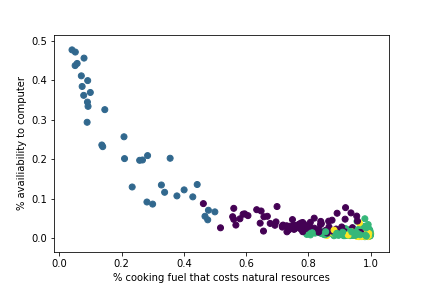 0.5
0.4
0.3
0.2
0.1
0.0
% availiability to computer
0.0 0.2 0.4 0.6 0.8 1.0
% cooking fuel that costs natural resources